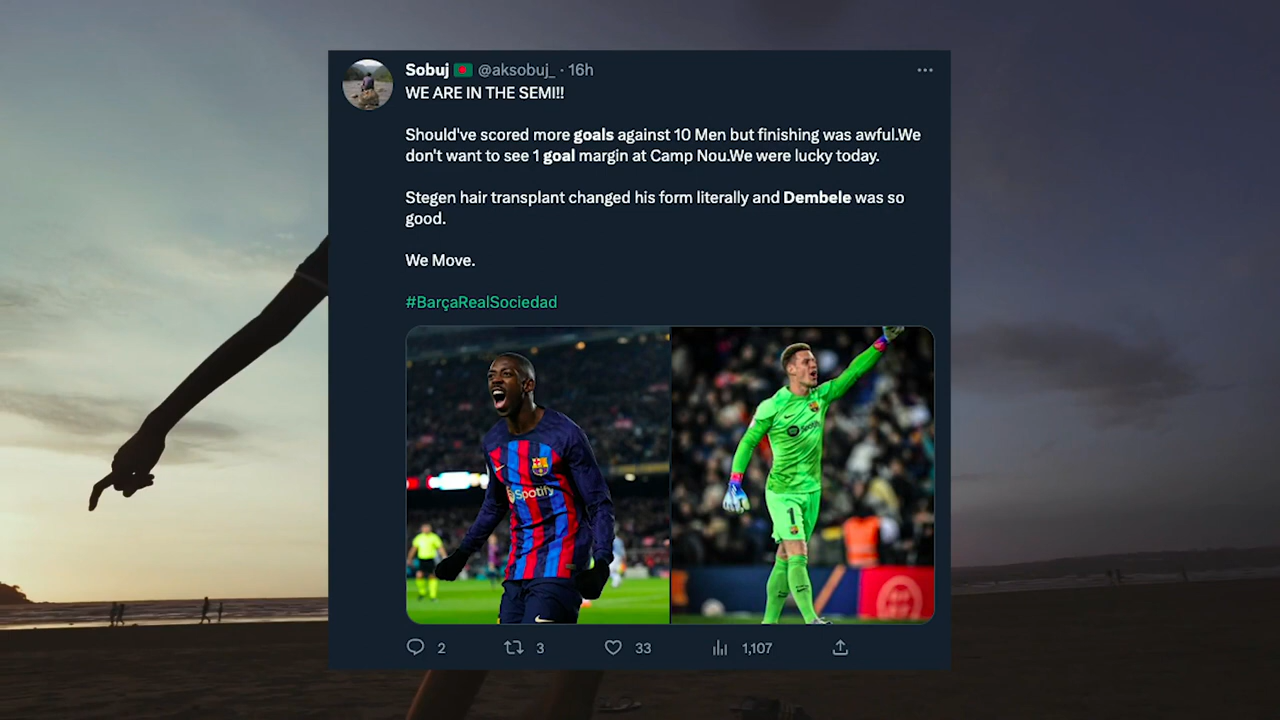 Sobuj 🇧🇩 @aksobuj_ · 16h
WE ARE IN THE SEMI!!
Should've scored more goals against 10 Men but finishing was awful.We
don't want to see 1 goal margin at Camp Nou.We were lucky today.
Stegen hair transplant changed his form literally and Dembele was so
good.
We Move.
#BarçaRealSociedad
Spotify
Spotify
1
2 3 33 1,107